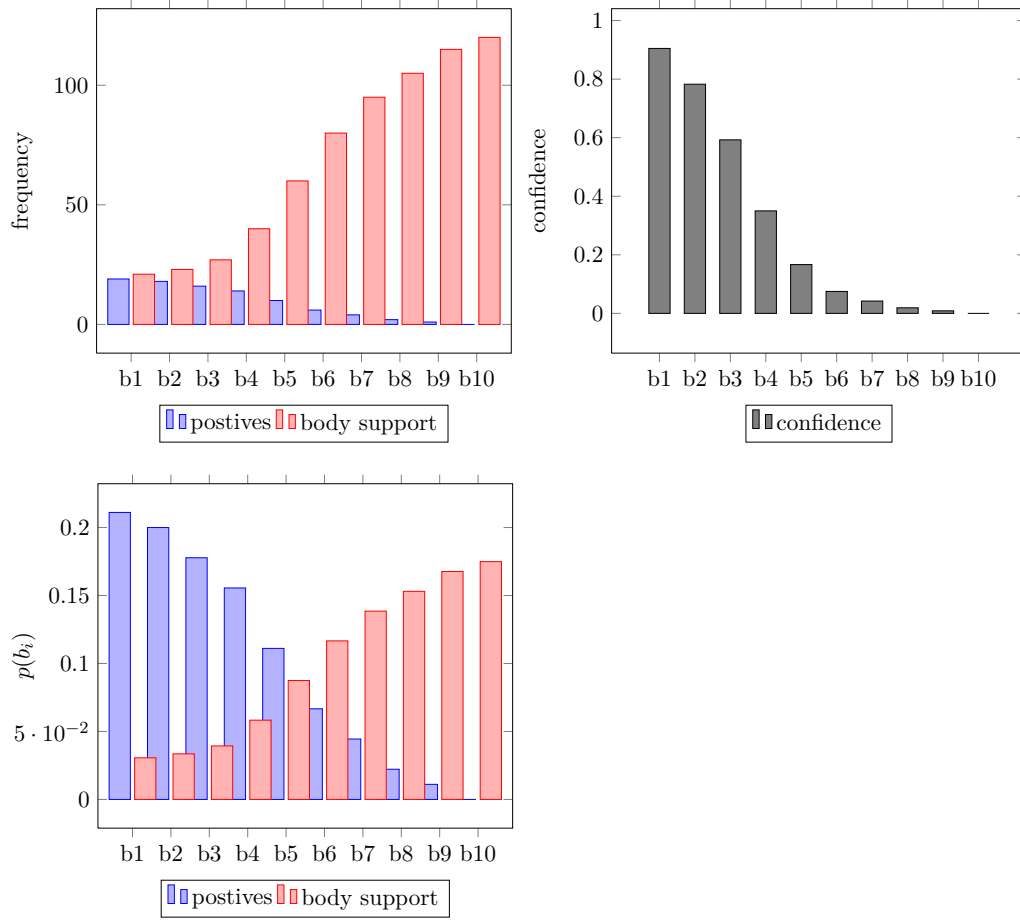 frequency
100
50
0
b1 b2 b3 b4 b5 b6 b7 b8 b9 b10
postives body support
confidence
1
0.8
0.6
0.4
0.2
0
b1 b2 b3 b4 b5 b6 b7 b8 b9 b10
confidence
p(b_i)
0.2
0.15
0.1
5 · 10^{-2}
0
b1 b2 b3 b4 b5 b6 b7 b8 b9 b10
postives body support